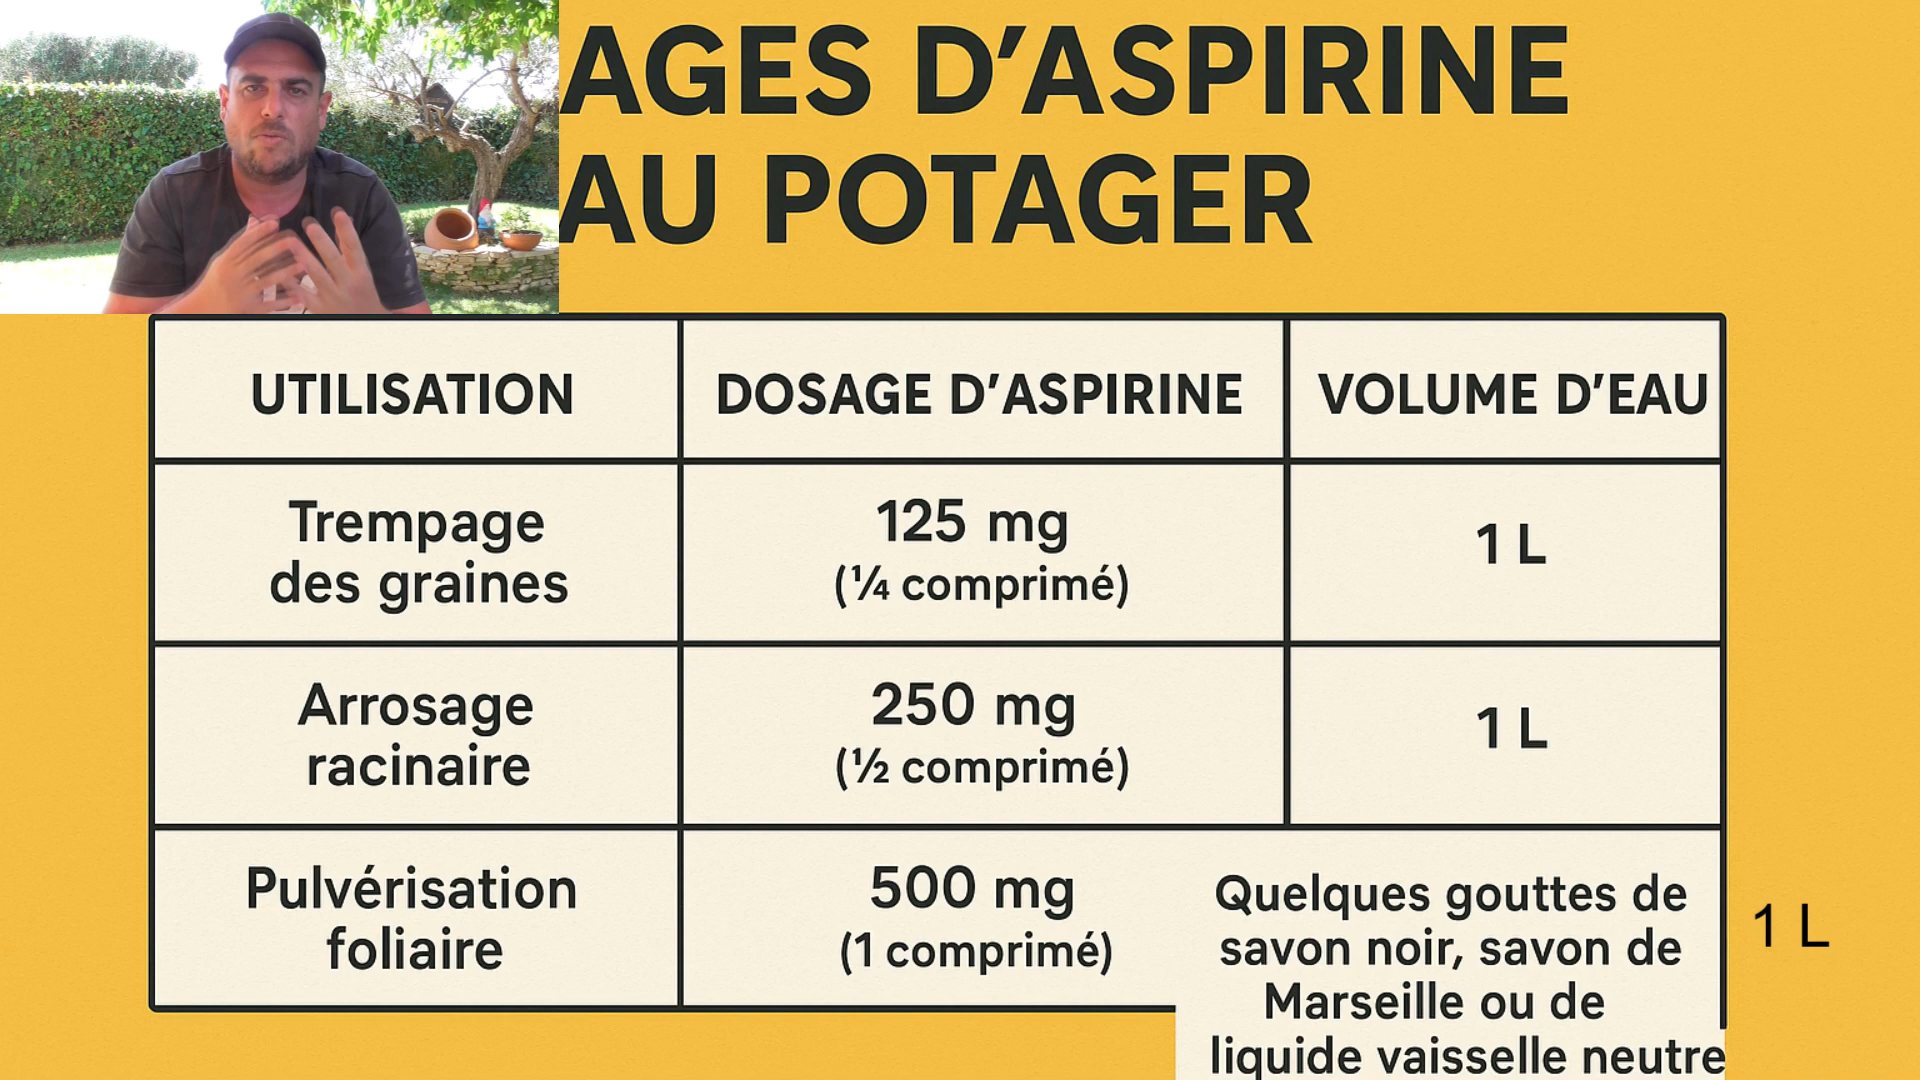 AGES D'ASPIRINE
AU POTAGER
UTILISATION
DOSAGE D'ASPIRINE
VOLUME D'EAU
Trempage
des graines
125 mg
(¼ comprimé)
1 L
Arrosage
racinaire
250 mg
(½ comprimé)
1 L
Pulvérisation
foliaire
500 mg
(1 comprimé)
Quelques gouttes de
savon noir, savon de
Marseille ou de
liquide vaisselle neutre
1 L